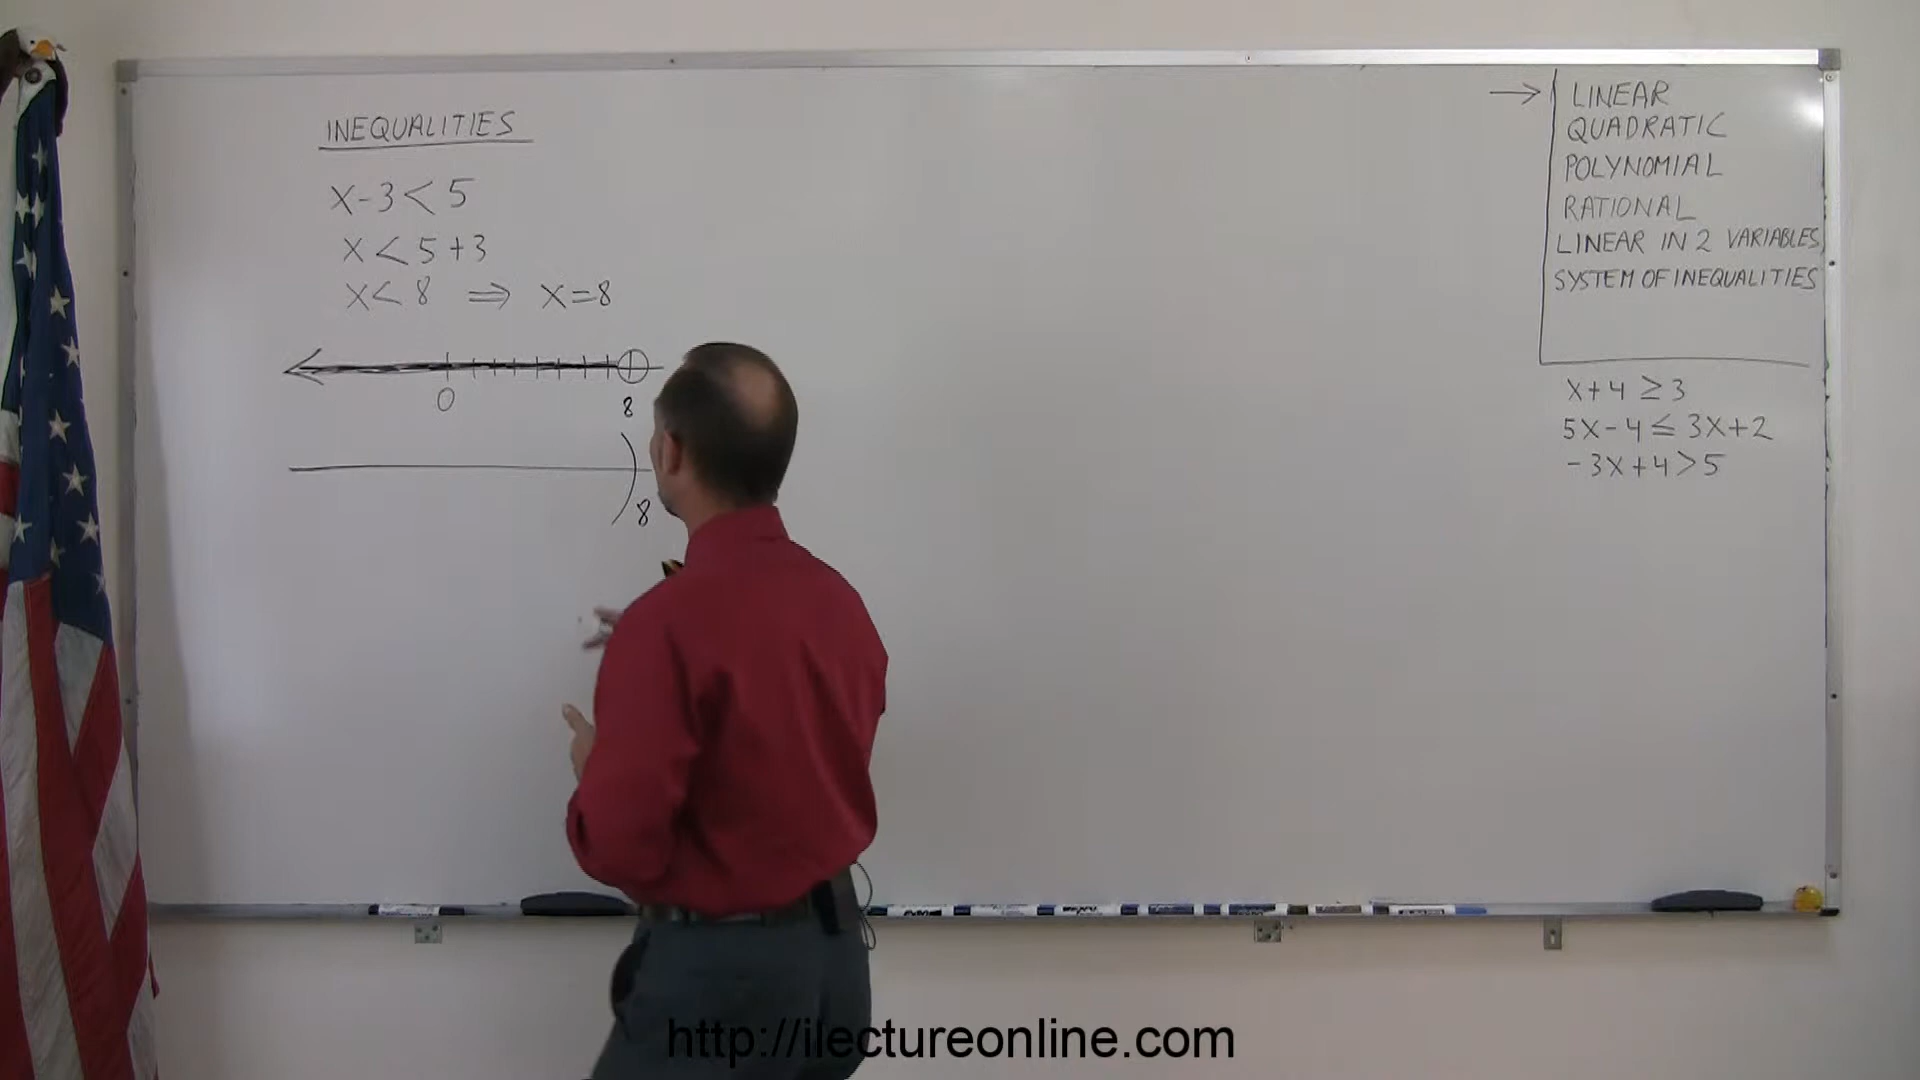 INEQUALITIES
x-3<5
x<5+3
x<8 ⇒ x=8
0 8
) 8
→ LINEAR
QUADRATIC
POLYNOMIAL
RATIONAL
LINEAR IN 2 VARIABLES
SYSTEM OF INEQUALITIES
x+4≥3
5x-4≤3x+2
-3x+4>5
http://ilectureonline.com